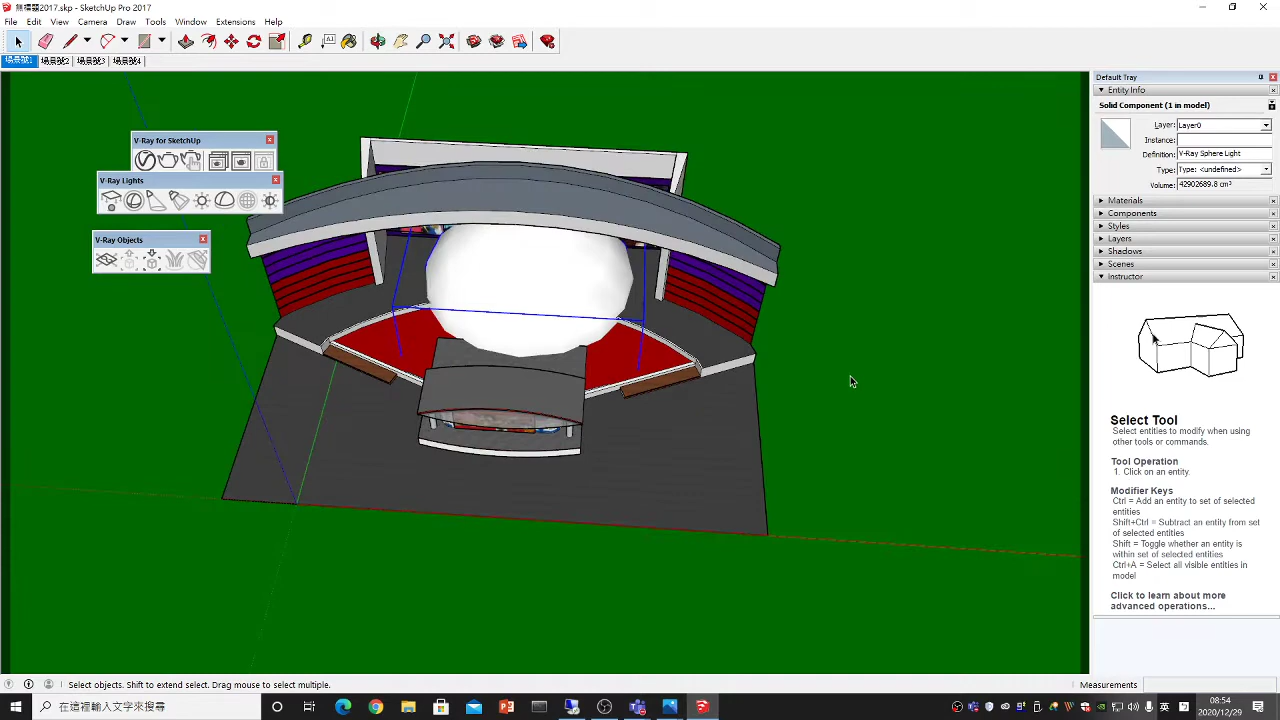 無標題2017.skp - SketchUp Pro 2017
File Edit View Camera Draw Tools Window Extensions Help
場景號1 場景號2 場景號3 場景號4
V-Ray for SketchUp
V-Ray Lights
V-Ray Objects
Default Tray
Entity Info
Solid Component (1 in model)
Layer: Layer0
Instance:
Definition: V-Ray Sphere Light
Type: Type: <undefined>
Volume: 42902689.8 cm³
Materials
Components
Styles
Layers
Shadows
Scenes
Instructor
Select Tool
Select entities to modify when using
other tools or commands.
Tool Operation
1. Click on an entity.
Modifier Keys
Ctrl = Add an entity to set of selected
entities
Shift+Ctrl = Subtract an entity from set
of selected entities
Shift = Toggle whether an entity is
within set of selected entities
Ctrl+A = Select all visible entities in
model
Click to learn about more
advanced operations...
Select objects. Shift to extend select. Drag mouse to select multiple.
Measurements
在這裡輸入文字來搜尋
英
08:54
2020/12/29